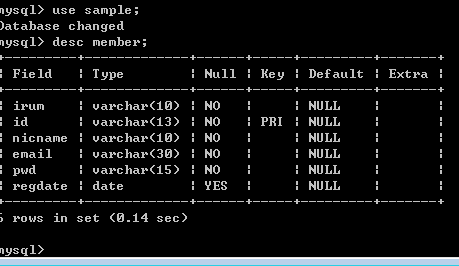 mysql> use sample;
Database changed
mysql> desc member;
+----------+-------------+------+-----+---------+-------+
| Field | Type | Null | Key | Default | Extra |
+----------+-------------+------+-----+---------+-------+
| irum | varchar(10) | NO | | NULL | |
| id | varchar(13) | NO | PRI | NULL | |
| nicname | varchar(10) | NO | | NULL | |
| email | varchar(30) | NO | | NULL | |
| pwd | varchar(15) | NO | | NULL | |
| regdate | date | YES | | NULL | |
+----------+-------------+------+-----+---------+-------+
6 rows in set (0.14 sec)
mysql>